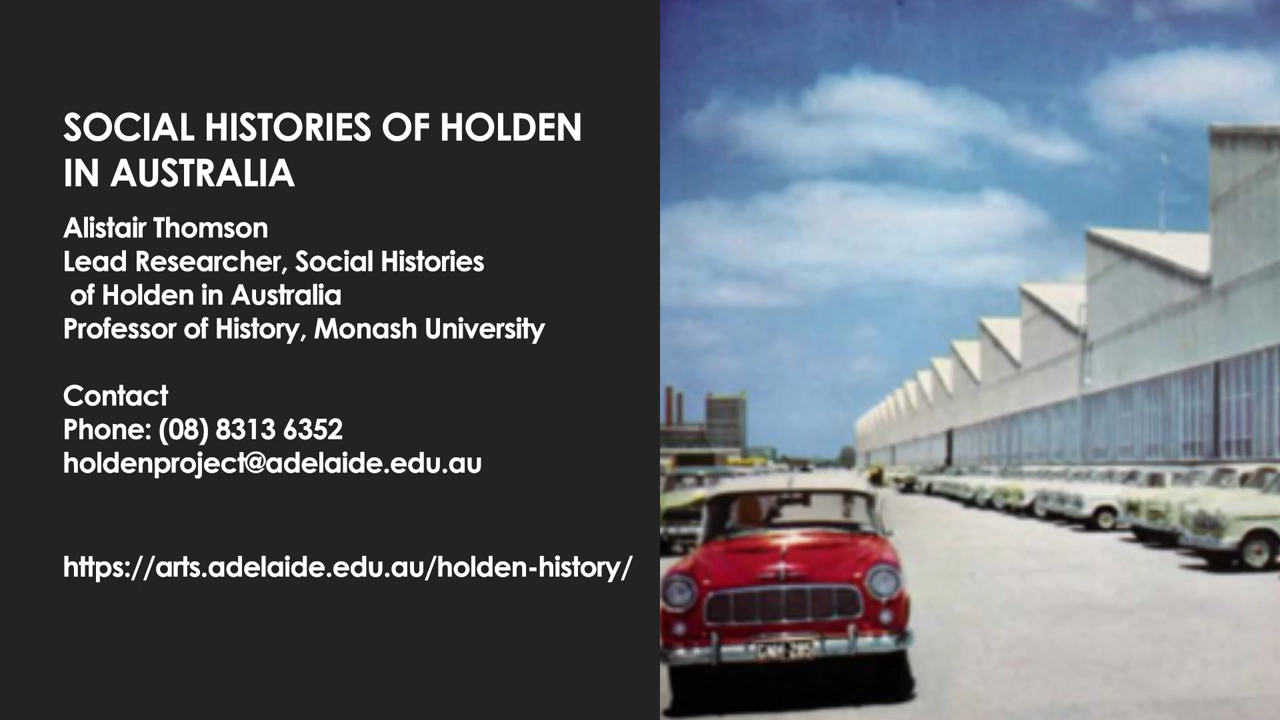 SOCIAL HISTORIES OF HOLDEN
IN AUSTRALIA
Alistair Thomson
Lead Researcher, Social Histories
of Holden in Australia
Professor of History, Monash University
Contact
Phone: (08) 8313 6352
holdenproject@adelaide.edu.au
https://arts.adelaide.edu.au/holden-history/